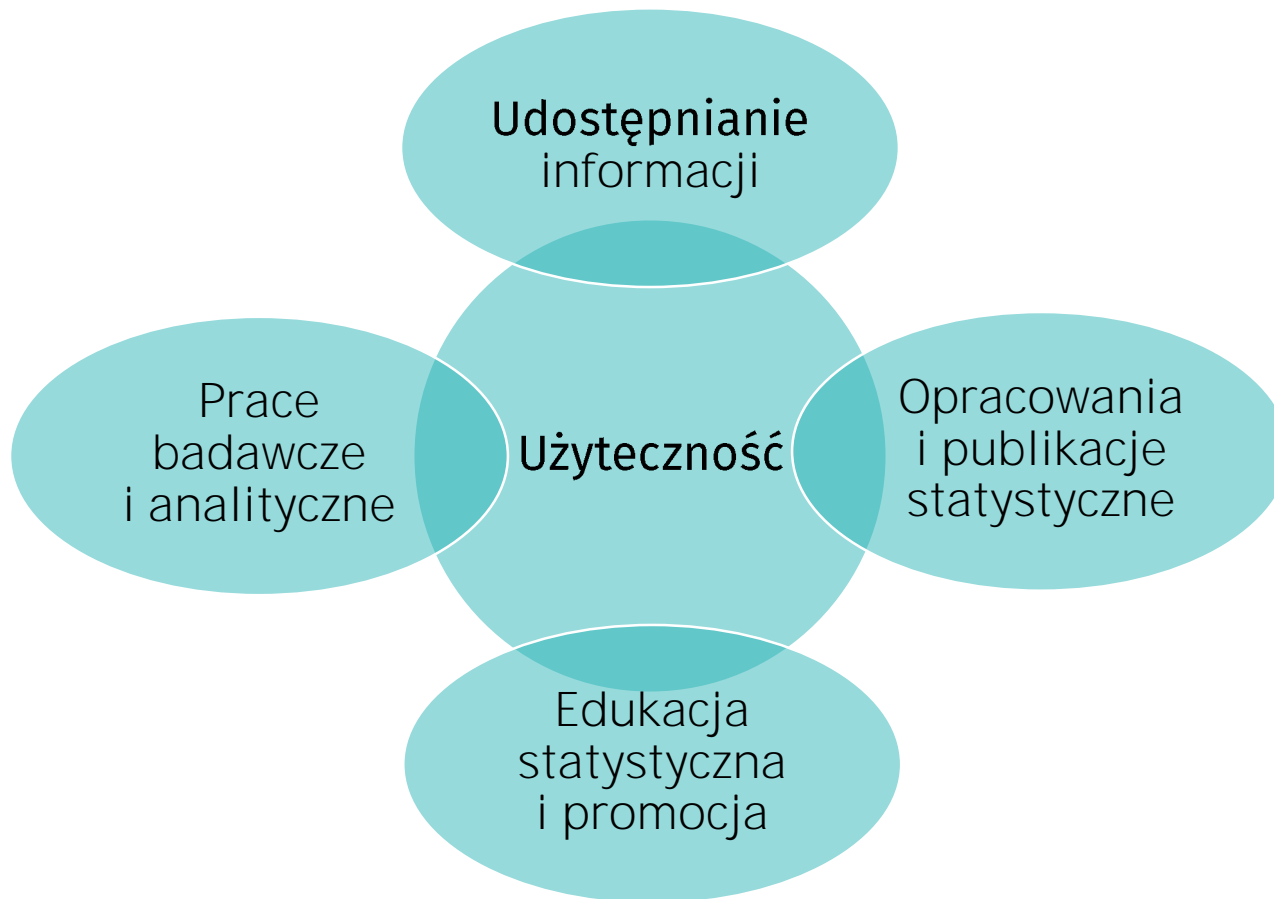 Udostępnianie
informacji
Prace
badawcze
i analityczne
Użyteczność
Opracowania
i publikacje
statystyczne
Edukacja
statystyczna
i promocja